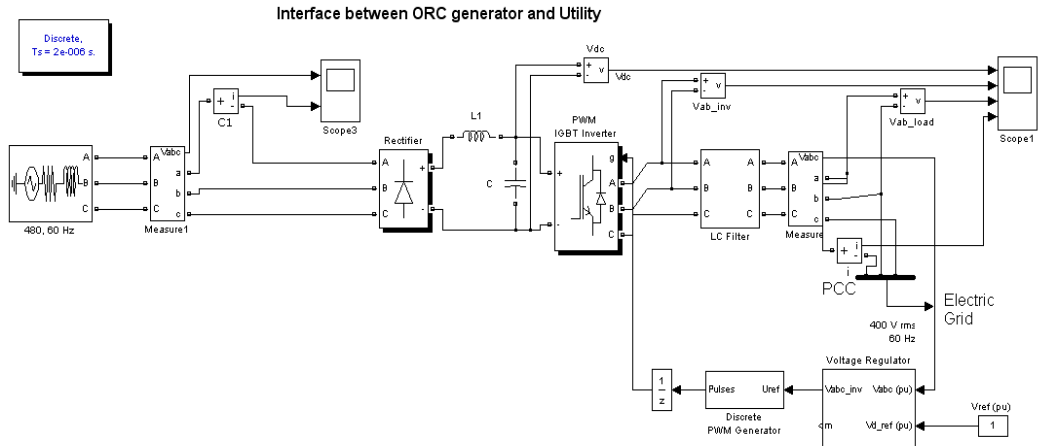 Interface between ORC generator and Utility
Discrete,
Ts = 2e-006 s.
A
B
C
480, 60 Hz
A
B
C
Vabc
a
b
c
Measure1
+
i
-
C1
Scope3
Rectifier
A
B
C
+
-
L1
C
+
-
v
Vdc
Vdc
PWM
IGBT Inverter
+
-
g
A
B
C
+
-
v
Vab_inv
A
B
C
A
B
C
LC Filter
A
B
C
Vabc
a
b
c
Measure
+
-
v
Vab_load
Scope1
+
i
-
i
PCC
Electric
Grid
400 V rms
60 Hz
Voltage Regulator
Vabc_inv
Vabc (pu)
m
Vd_ref (pu)
Vref (pu)
1
Pulses
Uref
Discrete
PWM Generator
1
z